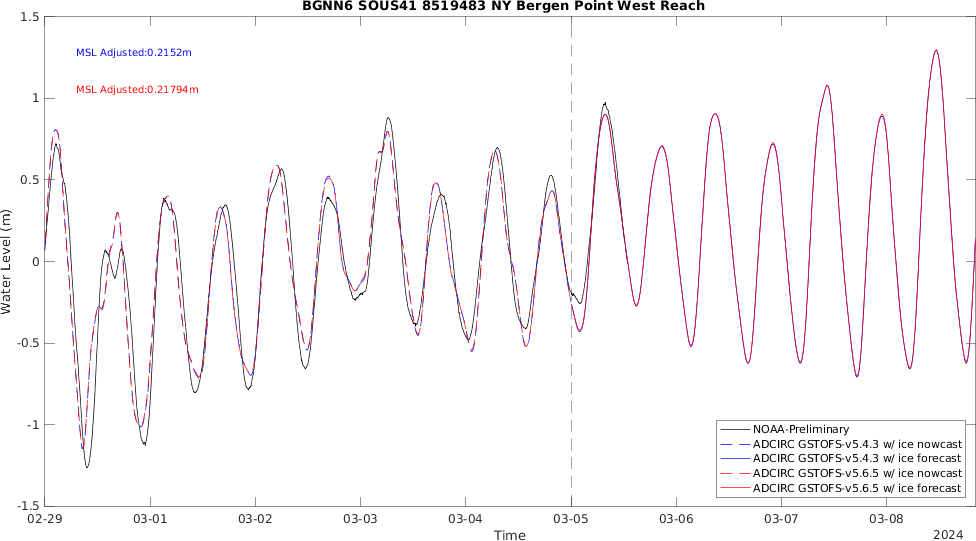 BGNN6 SOUS41 8519483 NY Bergen Point West Reach
MSL Adjusted:0.2152m
MSL Adjusted:0.21794m
Water Level (m)
1.5
1
0.5
0
-0.5
-1
-1.5
NOAA-Preliminary
ADCIRC GSTOFS-v5.4.3 w/ ice nowcast
ADCIRC GSTOFS-v5.4.3 w/ ice forecast
ADCIRC GSTOFS-v5.6.5 w/ ice nowcast
ADCIRC GSTOFS-v5.6.5 w/ ice forecast
02-29 03-01 03-02 03-03 03-04 03-05 03-06 03-07 03-08
Time
2024